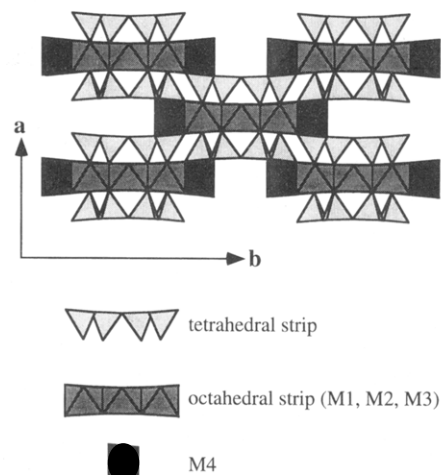 a
b
tetrahedral strip
octahedral strip (M1, M2, M3)
M4